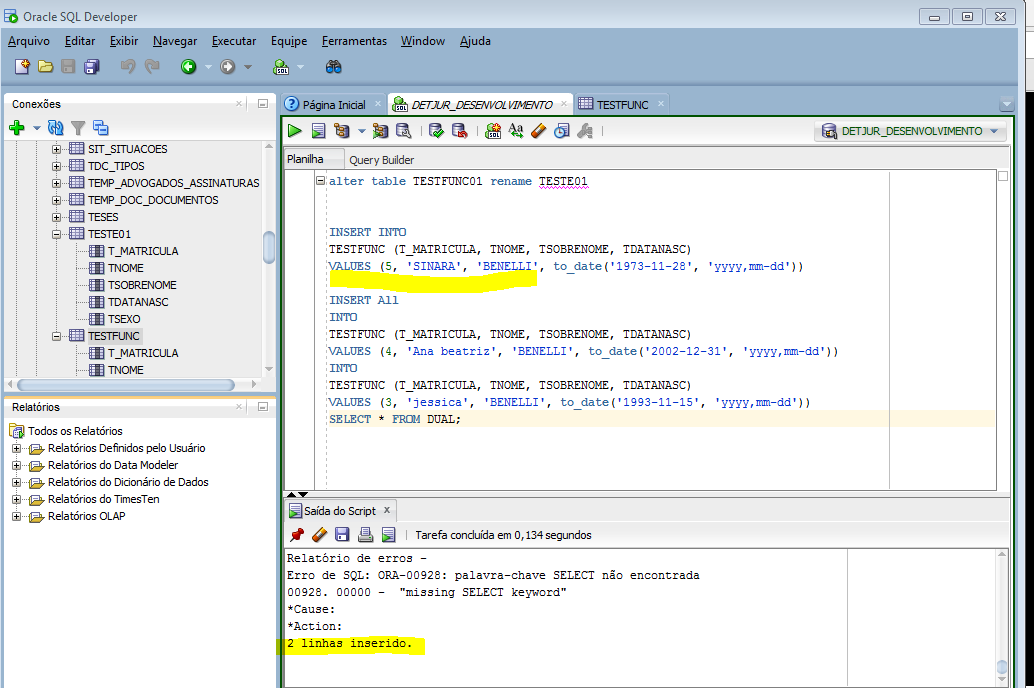 Oracle SQL Developer
Arquivo Editar Exibir Navegar Executar Equipe Ferramentas Window Ajuda
Conexões
SIT_SITUACOES
TDC_TIPOS
TEMP_ADVOGADOS_ASSINATURAS
TEMP_DOC_DOCUMENTOS
TESES
TESTE01
T_MATRICULA
TNOME
TSOBRENOME
TDATANASC
TSEXO
TESTFUNC
T_MATRICULA
TNOME
Relatórios
Todos os Relatórios
Relatórios Definidos pelo Usuário
Relatórios do Data Modeler
Relatórios do Dicionário de Dados
Relatórios do TimesTen
Relatórios OLAP
Página Inicial DETJUR_DESENVOLVIMENTO TESTFUNC
DETJUR_DESENVOLVIMENTO
Planilha Query Builder
alter table TESTFUNC01 rename TESTE01
INSERT INTO
TESTFUNC (T_MATRICULA, TNOME, TSOBRENOME, TDATANASC)
VALUES (5, 'SINARA', 'BENELLI', to_date('1973-11-28', 'yyyy,mm-dd'))
INSERT All
INTO
TESTFUNC (T_MATRICULA, TNOME, TSOBRENOME, TDATANASC)
VALUES (4, 'Ana beatriz', 'BENELLI', to_date('2002-12-31', 'yyyy,mm-dd'))
INTO
TESTFUNC (T_MATRICULA, TNOME, TSOBRENOME, TDATANASC)
VALUES (3, 'jessica', 'BENELLI', to_date('1993-11-15', 'yyyy,mm-dd'))
SELECT * FROM DUAL;
Saída do Script
Tarefa concluída em 0,134 segundos
Relatório de erros -
Erro de SQL: ORA-00928: palavra-chave SELECT não encontrada
00928. 00000 - "missing SELECT keyword"
*Cause:
*Action:
2 linhas inserido.